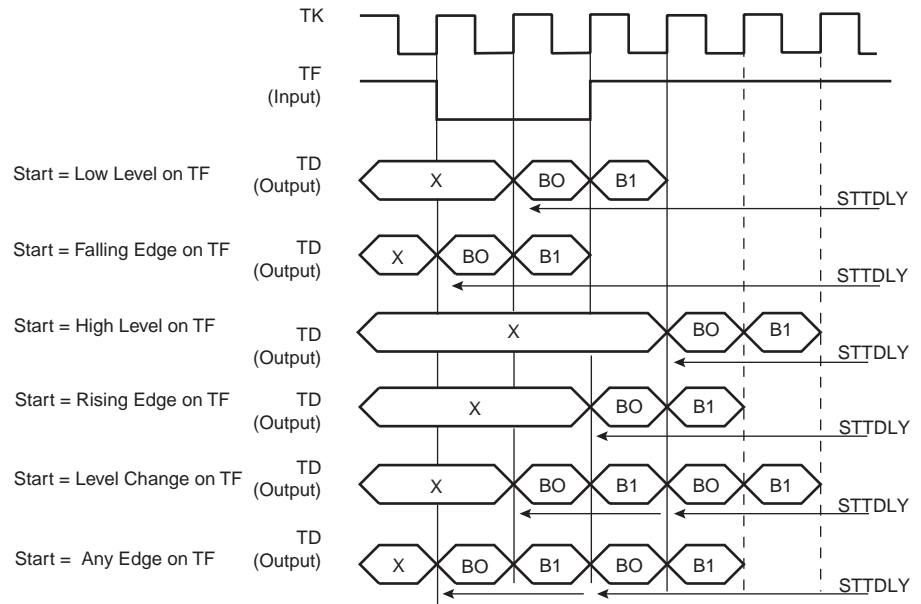 TK
TF
(Input)
Start = Low Level on TF
TD
(Output)
X
BO
B1
STTDLY
Start = Falling Edge on TF
TD
(Output)
X
BO
B1
STTDLY
Start = High Level on TF
TD
(Output)
X
BO
B1
STTDLY
Start = Rising Edge on TF
TD
(Output)
X
BO
B1
STTDLY
Start = Level Change on TF
TD
(Output)
X
BO
B1
BO
B1
STTDLY
Start = Any Edge on TF
TD
(Output)
X
BO
B1
BO
B1
STTDLY